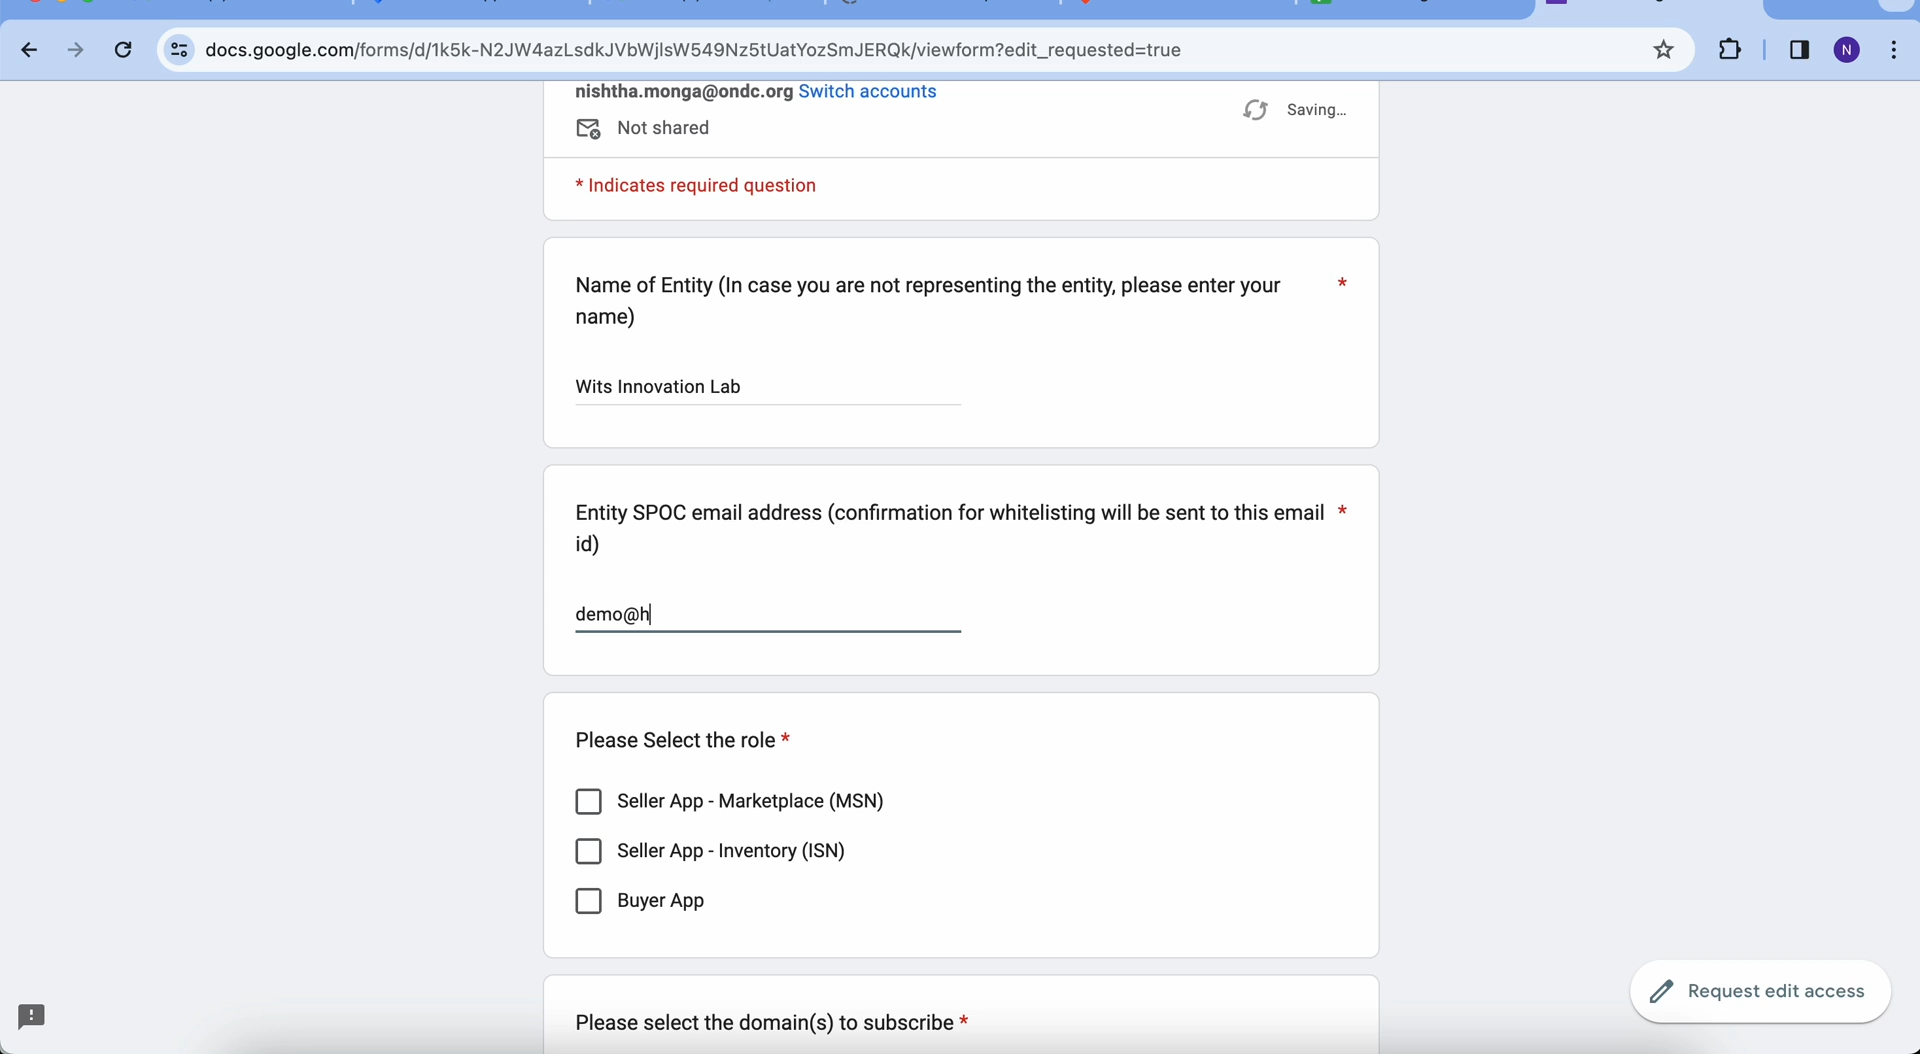 docs.google.com/forms/d/1k5k-N2JW4azLsdkJVbWjlsW549Nz5tUatYozSmJERQk/viewform?edit_requested=true
N
nishtha.monga@ondc.org Switch accounts
Saving...
Not shared
* Indicates required question
Name of Entity (In case you are not representing the entity, please enter your *
name)
Wits Innovation Lab
Entity SPOC email address (confirmation for whitelisting will be sent to this email *
id)
demo@h
Please Select the role *
Seller App - Marketplace (MSN)
Seller App - Inventory (ISN)
Buyer App
Request edit access
Please select the domain(s) to subscribe *